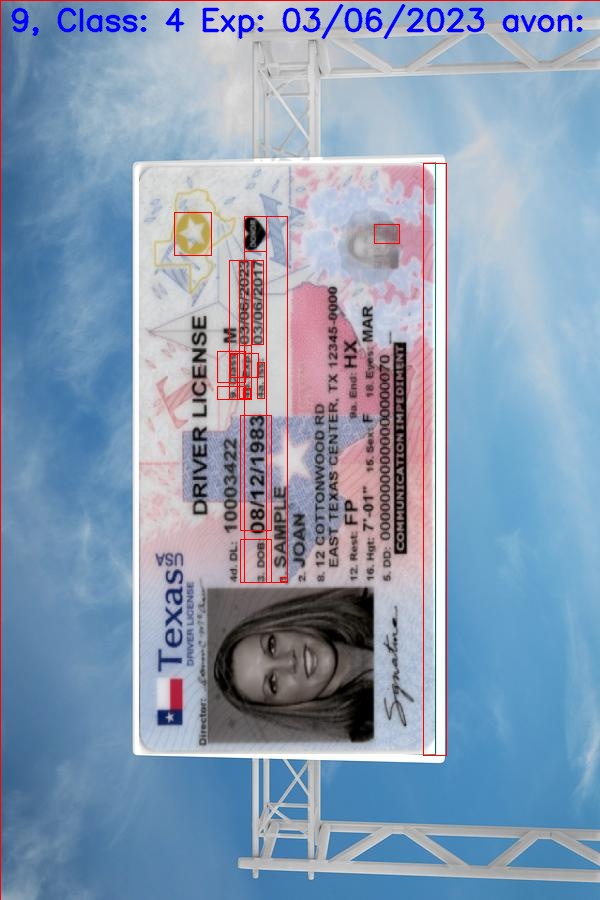 9, Class: 4 Exp: 03/06/2023 avon:
Texas
USA
DRIVER LICENSE
DRIVER LICENSE
Director:
4d. DL: 10003422
9. Class: M
3. DOB: 08/12/1983
4b. Exp: 03/06/2023
4a. Iss: 03/06/2017
DONOR
1. SAMPLE
2. JOAN
8. 12 COTTONWOOD RD
EAST TEXAS CENTER, TX 12345-0000
12. Rest: FP
9a. End: HX
16. Hgt: 7'-01"
15. Sex: F
18. Eyes: MAR
5. DD: 00000000000000000070
COMMUNICATION IMPEDIMENT
Signature